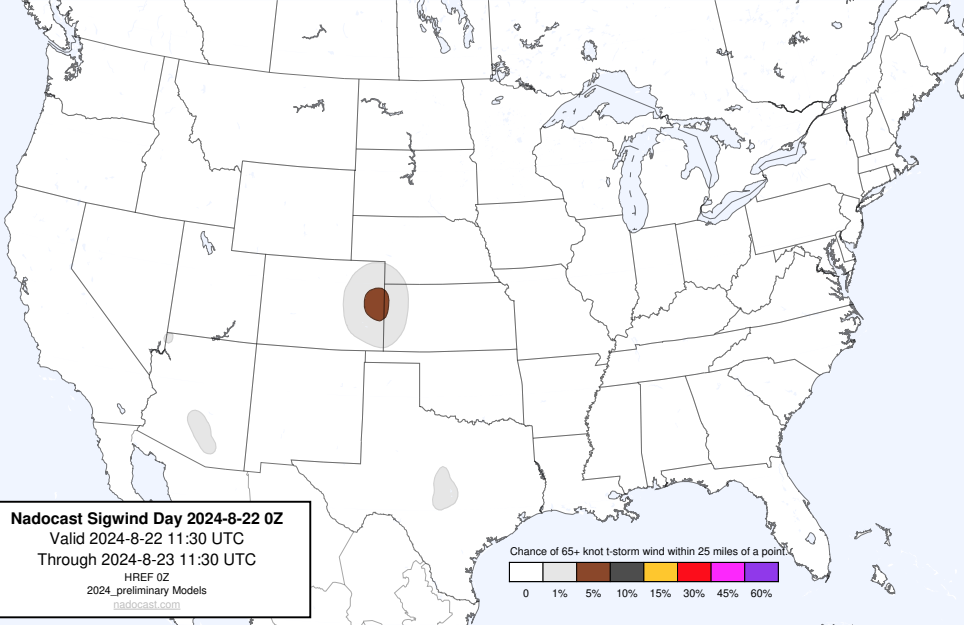 Nadocast Sigwind Day 2024-8-22 0Z
Valid 2024-8-22 11:30 UTC
Through 2024-8-23 11:30 UTC
HREF 0Z
2024_preliminary Models
nadocast.com
Chance of 65+ knot t-storm wind within 25 miles of a point.
0 1% 5% 10% 15% 30% 45% 60%